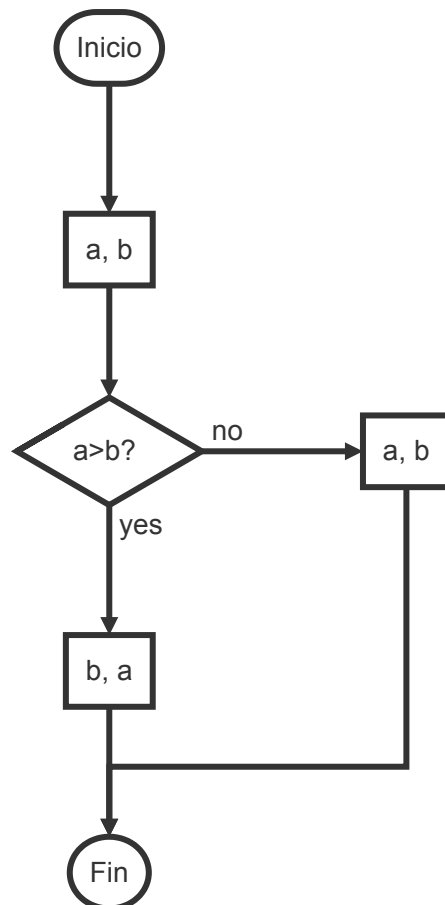 Inicio
a, b
a>b?
no
a, b
yes
b, a
Fin